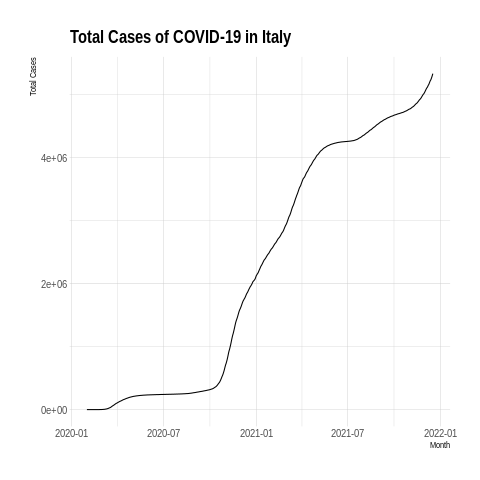 Total Cases of COVID-19 in Italy
Total Cases
4e+06
2e+06
0e+00
2020-01 2020-07 2021-01 2021-07 2022-01
Month